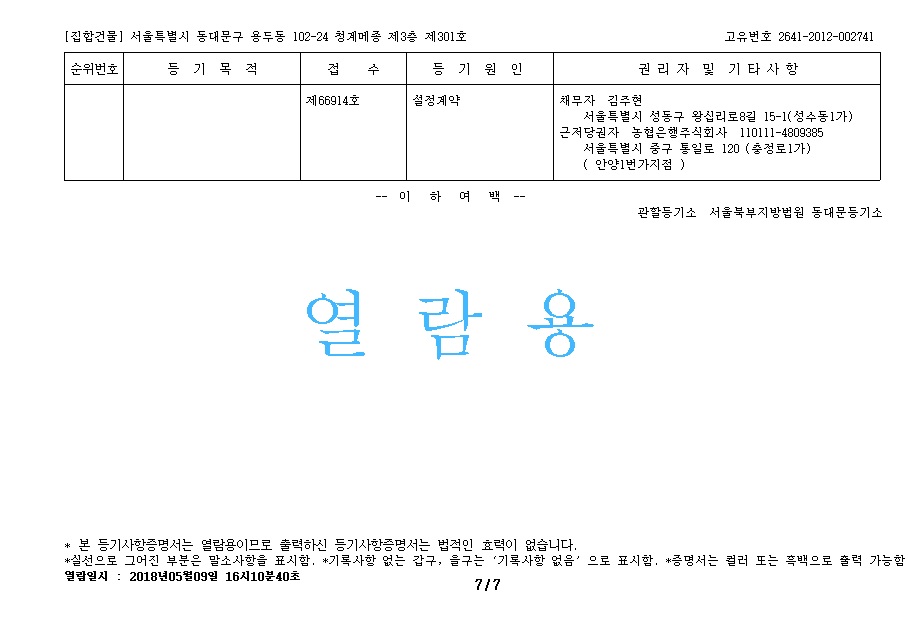 [집합건물] 서울특별시 동대문구 용두동 102-24 청계메종 제3층 제301호 고유번호 2641-2012-002741
순위번호 등 기 목 적 접 수 등 기 원 인 권 리 자 및 기 타 사 항
제66914호 설정계약 채무자 김주현
서울특별시 성동구 왕십리로8길 15-1(성수동1가)
근저당권자 농협은행주식회사 110111-4809385
서울특별시 중구 통일로 120 (충정로1가)
( 안양1번가지점 )
-- 이 하 여 백 --
관할등기소 서울북부지방법원 동대문등기소
열 람 용
* 본 등기사항증명서는 열람용이므로 출력하신 등기사항증명서는 법적인 효력이 없습니다.
*실선으로 그어진 부분은 말소사항을 표시함. *기록사항 없는 갑구, 을구는 '기록사항 없음' 으로 표시함. *증명서는 컬러 또는 흑백으로 출력 가능함
열람일시 : 2018년05월09일 16시10분40초
7/7